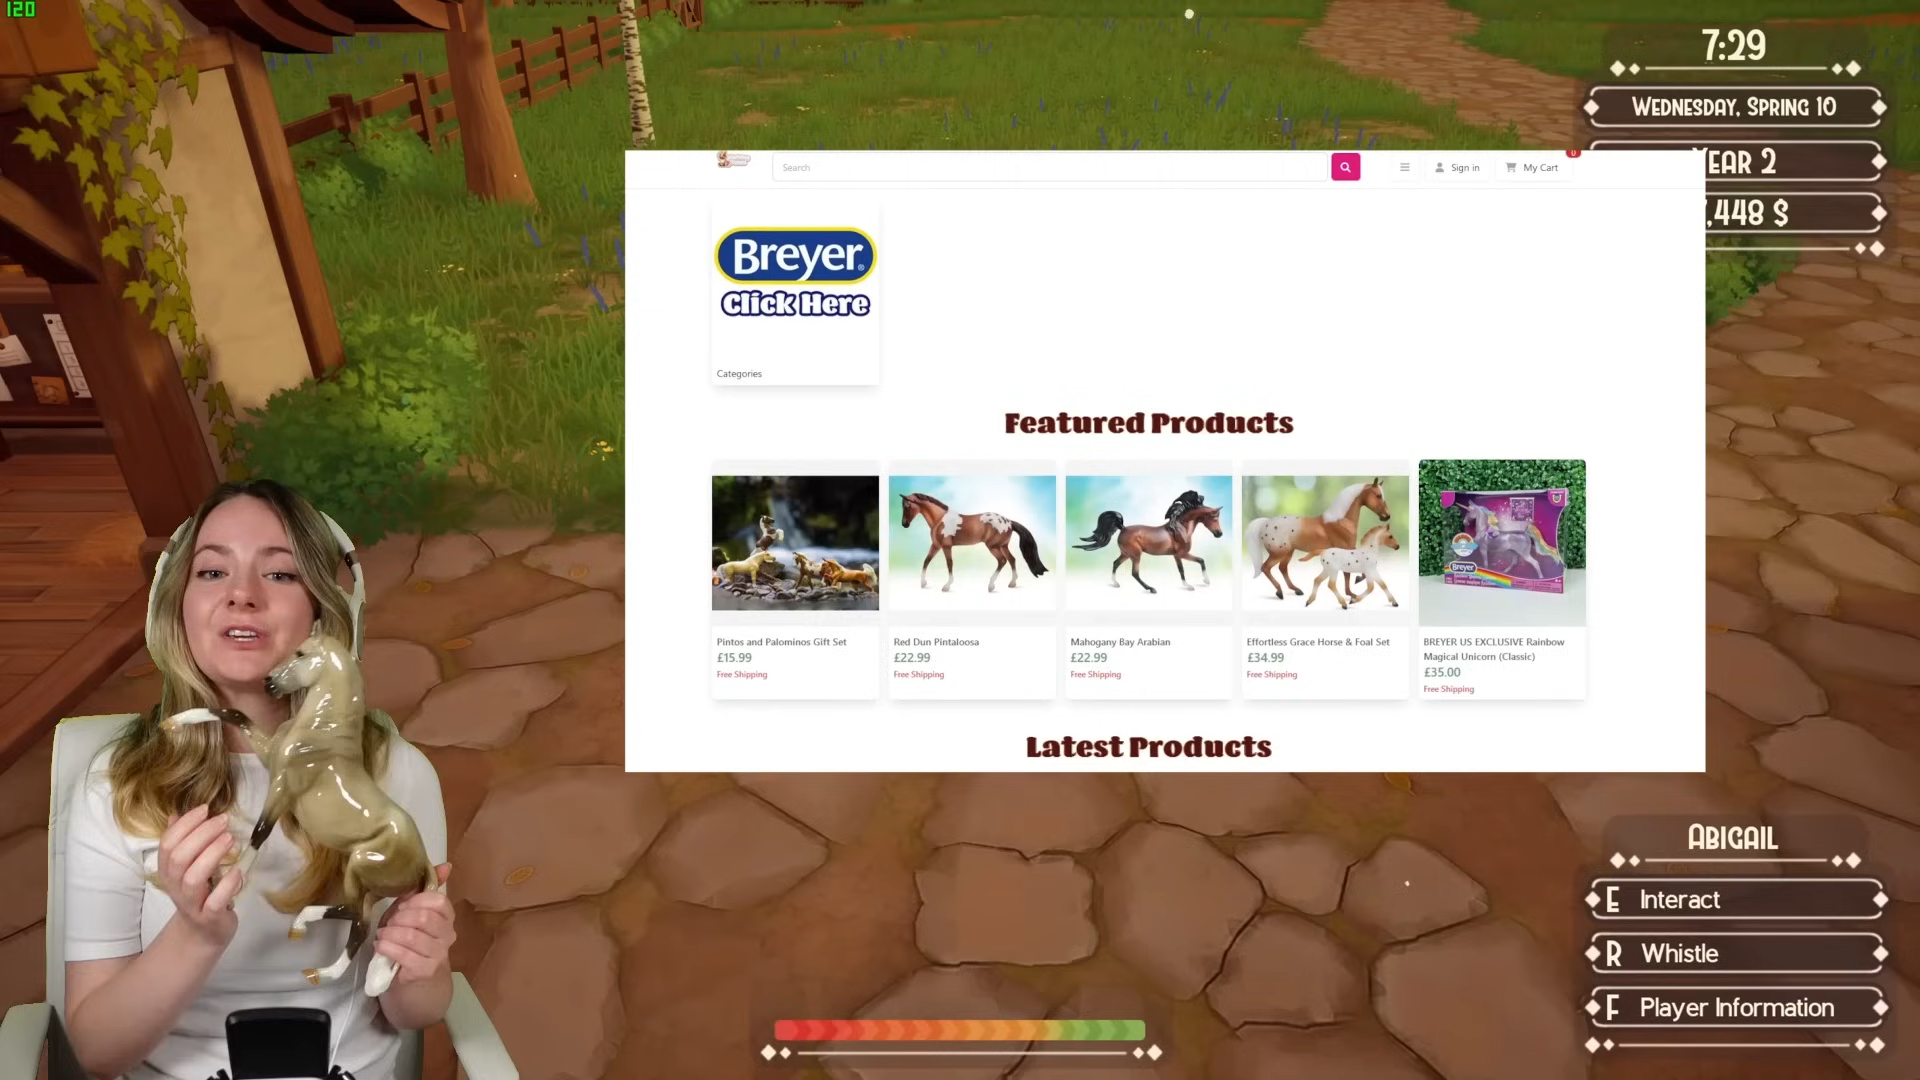 120
7:29
WEDNESDAY, SPRING 10
YEAR 2
,448 $
Search
0
Sign in
My Cart
Breyer®
Click Here
Categories
Featured Products
Pintos and Palominos Gift Set
£15.99
Free Shipping
Red Dun Pintaloosa
£22.99
Free Shipping
Mahogany Bay Arabian
£22.99
Free Shipping
Effortless Grace Horse & Foal Set
£34.99
Free Shipping
Breyer
BREYER US EXCLUSIVE Rainbow
Magical Unicorn (Classic)
£35.00
Free Shipping
Latest Products
ABIGAIL
E Interact
R Whistle
F Player Information